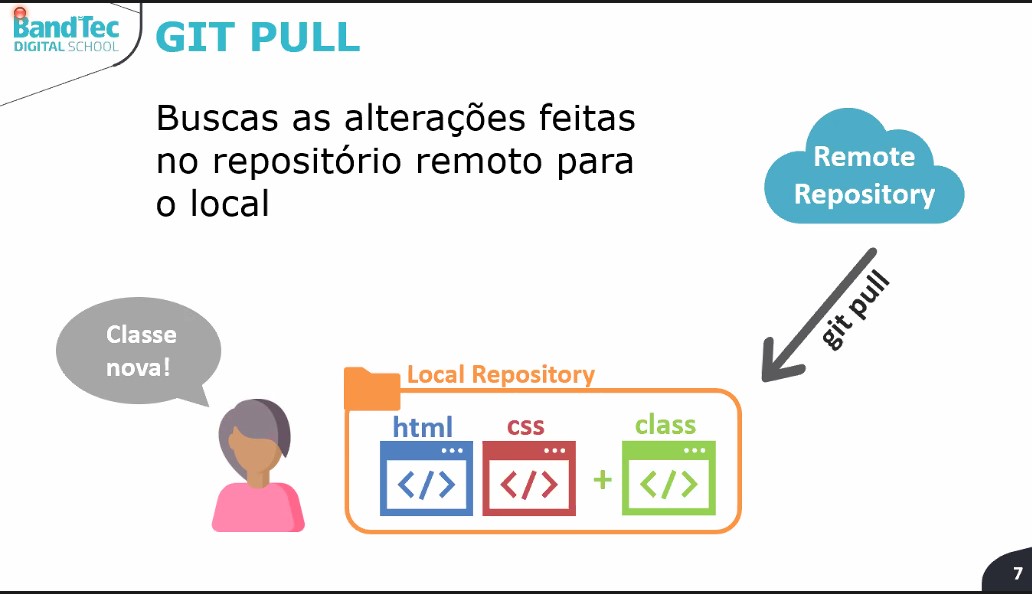 BandTec
DIGITAL SCHOOL
GIT PULL
Buscas as alterações feitas
no repositório remoto para
o local
Remote
Repository
git pull
Classe
nova!
Local Repository
html
css
class
</>
</>
+
</>
7